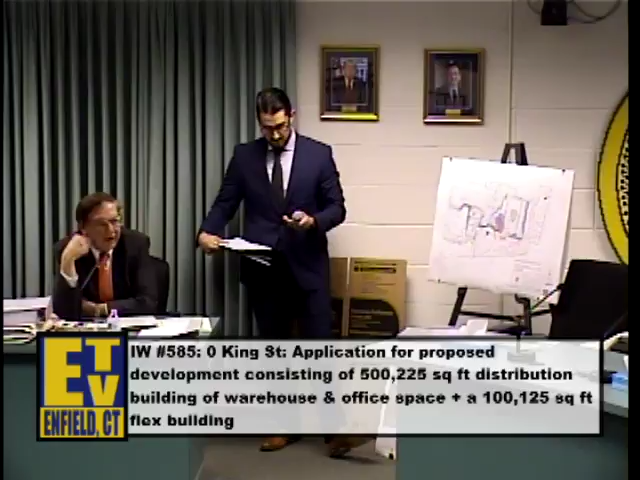 ETV
ENFIELD, CT
IW #585: 0 King St: Application for proposed
development consisting of 500,225 sq ft distribution
building of warehouse & office space + a 100,125 sq ft
flex building